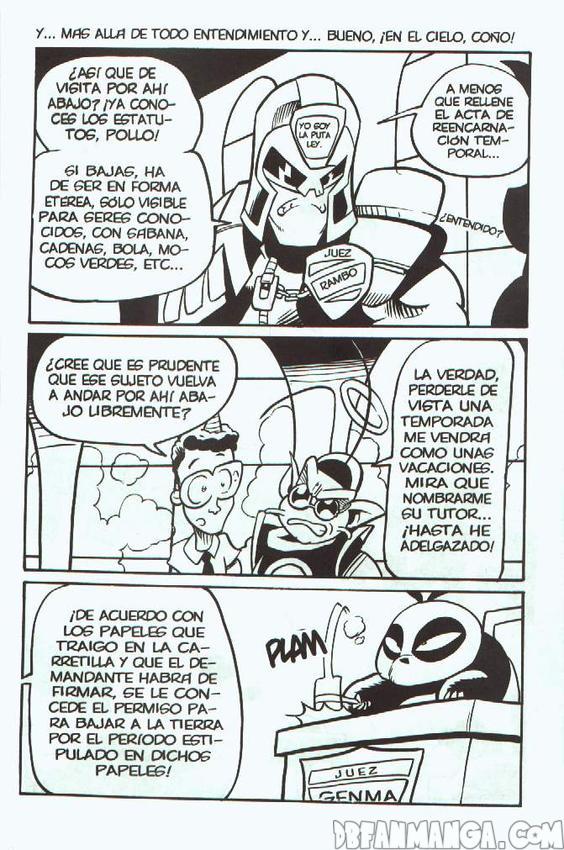 Y... MAS ALLA DE TODO ENTENDIMIENTO Y... BUENO, ¡EN EL CIELO, COÑO!
¿ASÍ QUE DE
VISITA POR AHÍ
ABAJO? ¡YA CONO-
CES LOS ESTATU-
TOS, POLLO!
SI BAJAS, HA
DE SER EN FORMA
ETEREA, SÓLO VISIBLE
PARA SERES CONO-
CIDOS, CON SABANA,
CADENAS, BOLA, MO-
COS VERDES, ETC...
YO SOY
LA PUTA
LEY.
A MENOS
QUE RELLENE
EL ACTA DE
REENCARNA-
CIÓN TEM-
PORAL...
¿ENTENDIDO?
JUEZ
RAMBO
¿CREE QUE ES PRUDENTE
QUE ESE SUJETO VUELVA
A ANDAR POR AHÍ ABA-
JO LIBREMENTE?
LA VERDAD,
PERDERLE DE
VISTA UNA
TEMPORADA
ME VENDRA
COMO UNAS
VACACIONES.
MIRA QUE
NOMBRARME
SU TUTOR...
¡HASTA HE
ADELGAZADO!
¡DE ACUERDO CON
LOS PAPELES QUE
TRAIGO EN LA CA-
RRETILLA Y QUE EL DE-
MANDANTE HABRA DE
FIRMAR, SE LE CON-
CEDE EL PERMISO PA-
RA BAJAR A LA TIERRA
POR EL PERÍODO ESTI-
PULADO EN DICHOS
PAPELES!
PLAM
JUEZ
GENMA
DBFANMANGA.COM